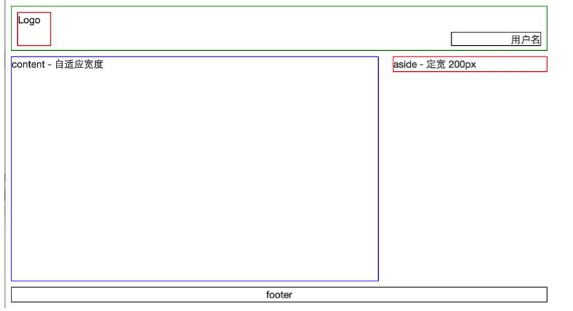 Logo
用户名
content - 自适应宽度
aside - 定宽 200px
footer